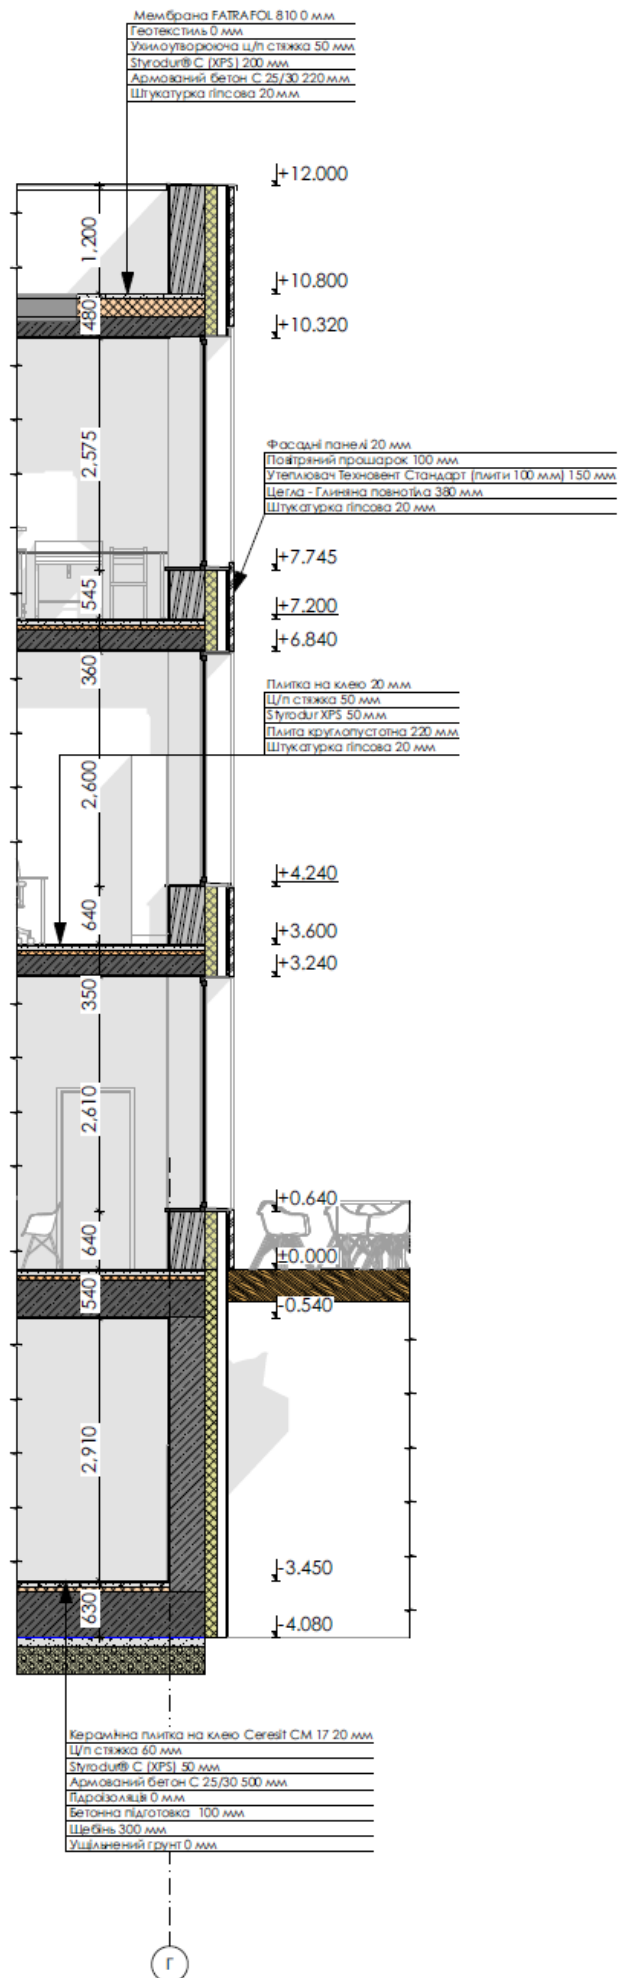 Мембрана FATRAFOL 810 0 мм
Геотекстиль 0 мм
Ухилоутворююча ц/п стяжка 50 мм
Styrodur® C (XPS) 200 мм
Армований бетон C 25/30 220 мм
Штукатурка гіпсова 20 мм
+12.000
1,200
+10.800
480
+10.320
2,575
Фасадні панелі 20 мм
Повітряний прошарок 100 мм
Утеплювач Техновент Стандарт (плити 100 мм) 150 мм
Цегла - Глиняна повнотіла 380 мм
Штукатурка гіпсова 20 мм
+7.745
545
+7.200
+6.840
360
Плитка на клею 20 мм
Ц/п стяжка 50 мм
Styrodur XPS 50 мм
Плита круглопустотна 220 мм
Штукатурка гіпсова 20 мм
2,600
+4.240
640
+3.600
+3.240
350
2,610
+0.640
640
±0.000
540
-0.540
2,910
-3.450
630
-4.080
Керамічна плитка на клею Ceresit CM 17 20 мм
Ц/п стяжка 60 мм
Styrodur® C (XPS) 50 мм
Армований бетон C 25/30 500 мм
Гідроізоляція 0 мм
Бетонна підготовка 100 мм
Щебінь 300 мм
Ущільнений грунт 0 мм
Г